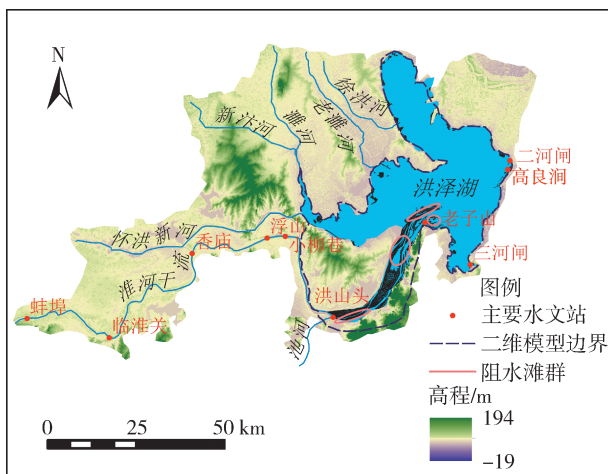 N
徐洪河
老濉河
濉河
新汴河
二河闸
高良涧
洪泽湖
老子山
怀洪新河
浮山
小柳巷
香庙
三河闸
淮河干流
洪山头
蚌埠
临淮关
池河
图例
主要水文站
二维模型边界
阻水滩群
高程/m
194
-19
0 25 50 km